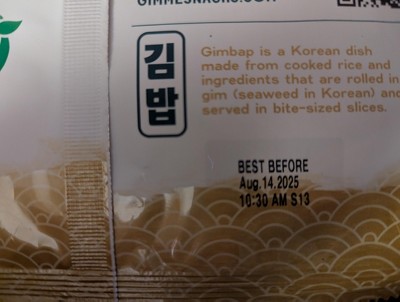 김
밥
Gimbap is a Korean dish
made from cooked rice and
ingredients that are rolled in
gim (seaweed in Korean) and
served in bite-sized slices.
BEST BEFORE
Aug.14.2025
10:30 AM S13